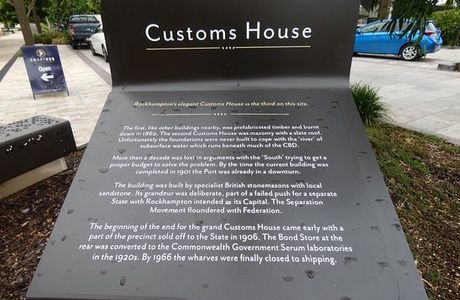 Customs House
SMARTHUB
Open
Rockhampton's elegant Customs House is the third on this site.
The first, like other buildings nearby, was prefabricated timber and burnt
down in 1862. The second Customs House was masonry with a slate roof.
Unfortunately the foundations were never built to cope with the 'river' of
subsurface water which runs beneath much of the CBD.
More than a decade was lost in arguments with the 'South' trying to get a
proper budget to solve the problem. By the time the current building was
completed in 1901 the Port was already in a downturn.
The building was built by specialist British stonemasons with local
sandstone. Its grandeur was deliberate, part of a failed push for a separate
State with Rockhampton intended as its Capital. The Separation
Movement floundered with Federation.
The beginning of the end for the grand Customs House came early with a
part of the precinct sold off to the State in 1906. The Bond Store at the
rear was converted to the Commonwealth Government Serum laboratories
in the 1920s. By 1966 the wharves were finally closed to shipping.